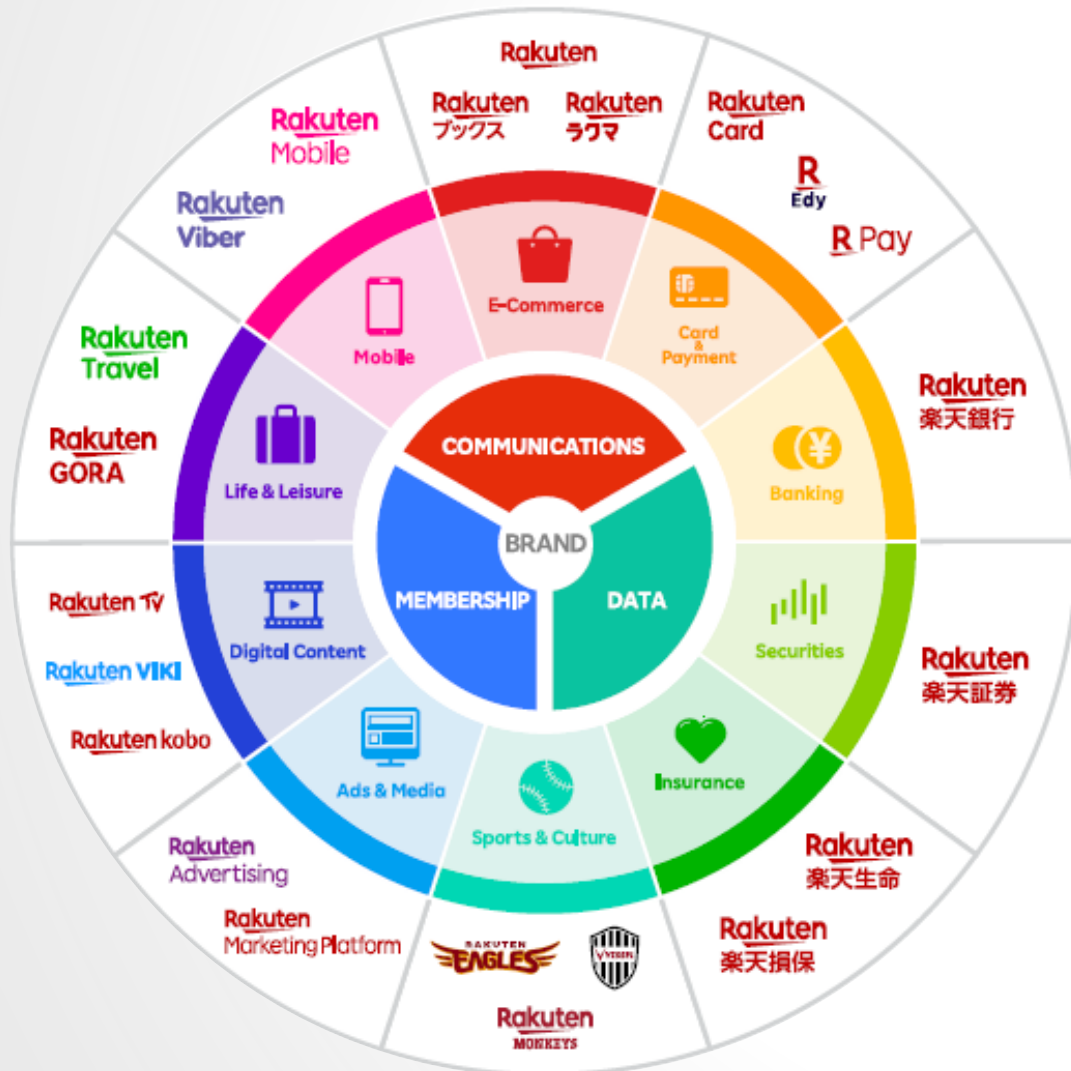 Rakuten
Rakuten
ブックス
Rakuten
ラクマ
Rakuten
Card
R
Edy
R Pay
Rakuten
楽天銀行
Rakuten
楽天証券
Rakuten
楽天生命
Rakuten
楽天損保
RAKUTEN
EAGLES
VISSEL
Rakuten
MONKEYS
Rakuten
Advertising
Rakuten
Marketing Platform
Rakuten TV
Rakuten VIKI
Rakuten kobo
Rakuten
Travel
Rakuten
GORA
Rakuten
Mobile
Rakuten
Viber
E-Commerce
Card
&
Payment
¥
Banking
Securities
Insurance
Sports & Culture
Ads & Media
Digital Content
Life & Leisure
Mobile
COMMUNICATIONS
BRAND
MEMBERSHIP
DATA